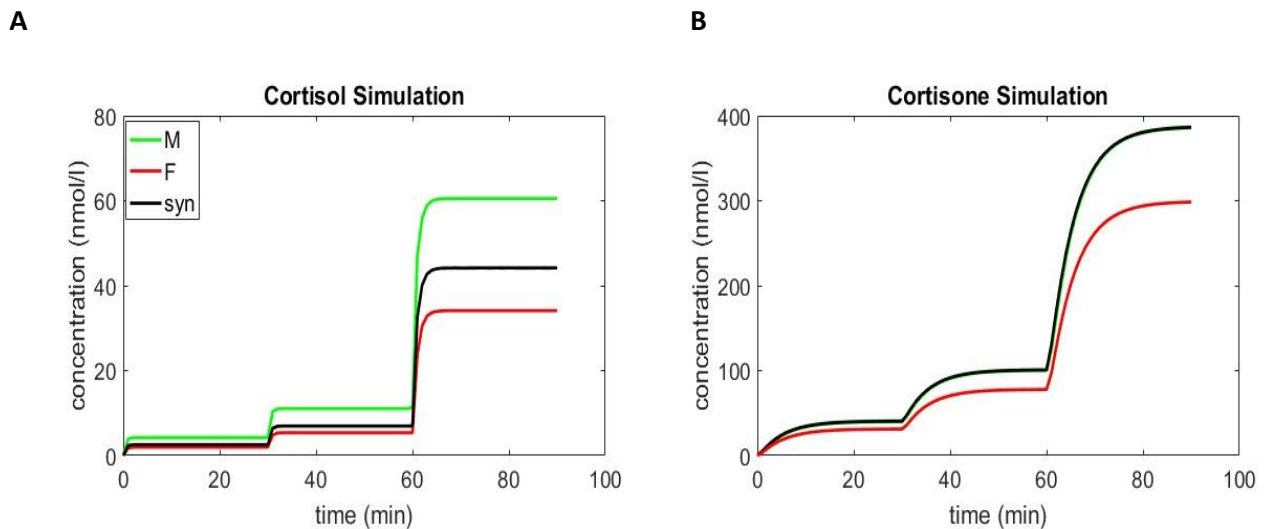 A
B
Cortisol Simulation
80
60
40
20
0
concentration (nmol/l)
M
F
syn
0 20 40 60 80 100
time (min)
Cortisone Simulation
400
300
200
100
0
concentration (nmol/l)
0 20 40 60 80 100
time (min)